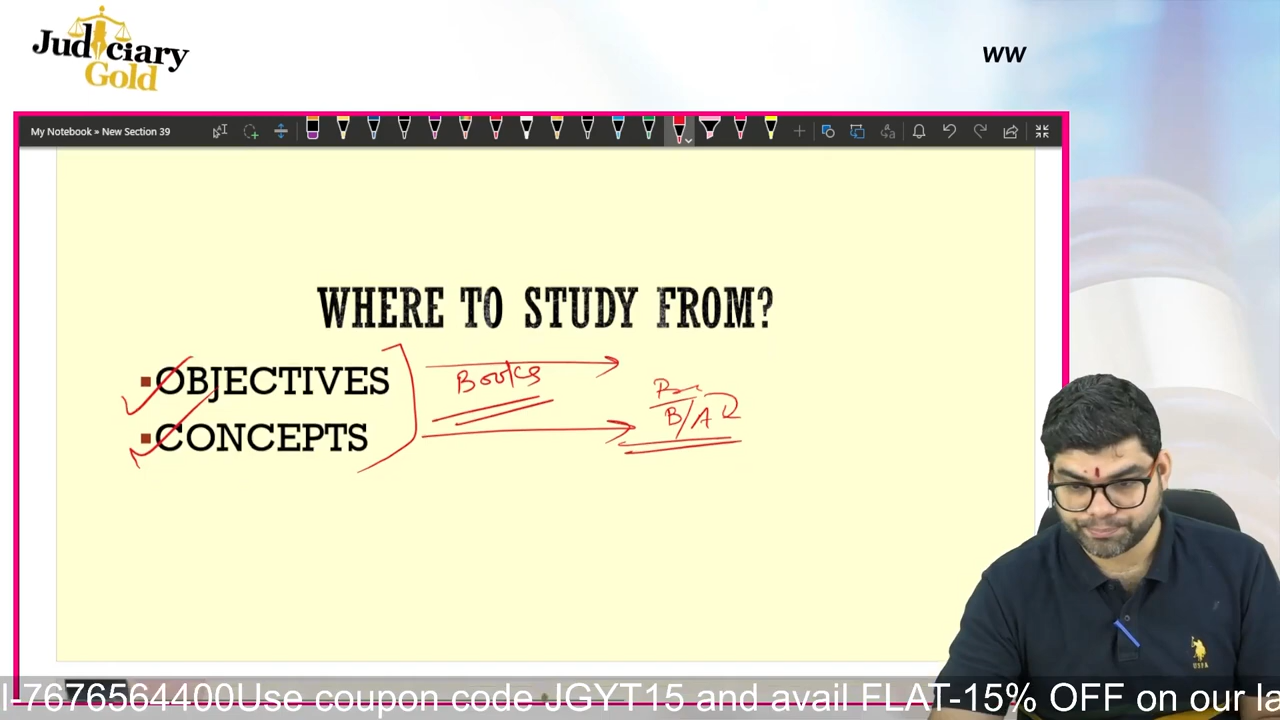 Judiciary
Gold
ww
My Notebook » New Section 39
WHERE TO STUDY FROM?
▪OBJECTIVES
▪CONCEPTS
Books
B/A
USPA
l-7676564400Use coupon code JGYT15 and avail FLAT-15% OFF on our la